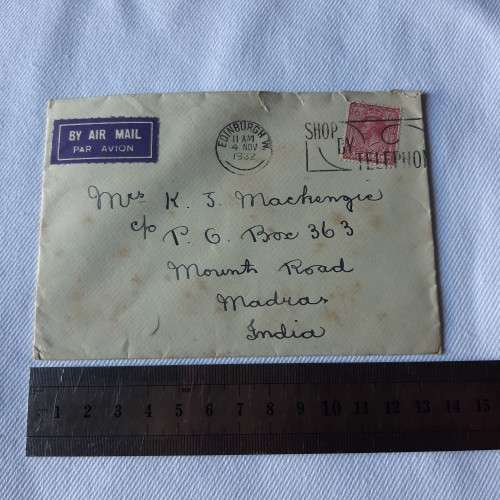 BY AIR MAIL
PAR AVION
EDINBURGH W.
11 AM
4 NOV
1932
SHOP
BY
TELEPHON
Mrs K. J. Mackenzie
c/o P. O. Box 363
Mount Road
Madras
India
1 2 3 4 5 6 7 8 9 10 11 12 13 14 15